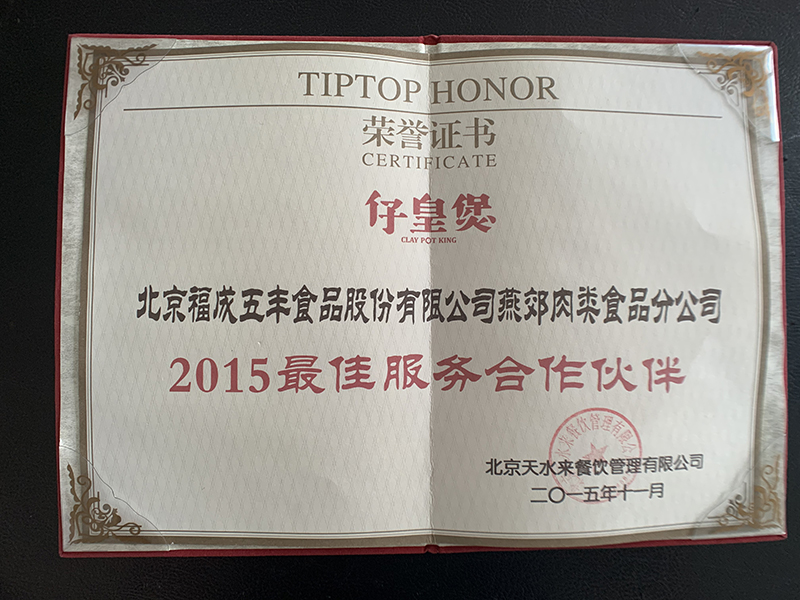 TIPTOP HONOR
荣誉证书
CERTIFICATE
仔皇煲
CLAY POT KING
北京福成五丰食品股份有限公司燕郊肉类食品分公司
2015最佳服务合作伙伴
北京天水来餐饮管理有限公司
二〇一五年十一月